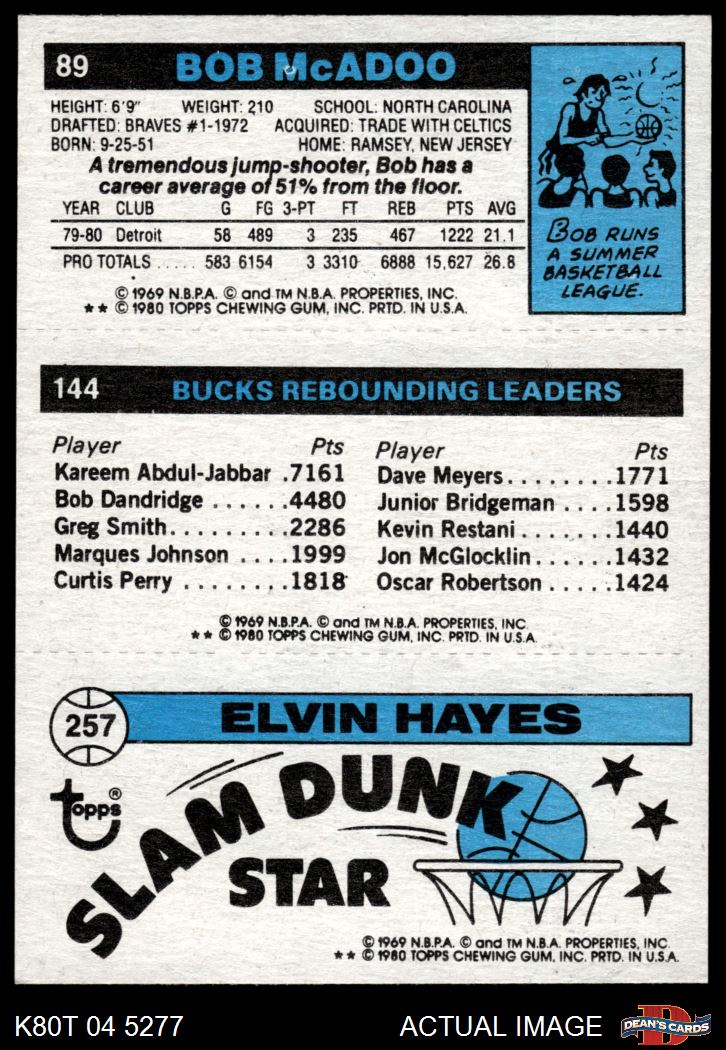 89 BOB McADOO
HEIGHT: 6'9" WEIGHT: 210 SCHOOL: NORTH CAROLINA
DRAFTED: BRAVES #1-1972 ACQUIRED: TRADE WITH CELTICS
BORN: 9-25-51 HOME: RAMSEY, NEW JERSEY
A tremendous jump-shooter, Bob has a
career average of 51% from the floor.
YEAR CLUB G FG 3-PT FT REB PTS AVG
79-80 Detroit 58 489 3 235 467 1222 21.1
PRO TOTALS ..... 583 6154 3 3310 6888 15,627 26.8
© 1969 N.B.P.A. © and TM N.B.A. PROPERTIES, INC.
★★ © 1980 TOPPS CHEWING GUM, INC. PRTD. IN U.S.A.
BOB RUNS
A SUMMER
BASKETBALL
LEAGUE.
144 BUCKS REBOUNDING LEADERS
Player Pts
Kareem Abdul-Jabbar .7161
Bob Dandridge ......4480
Greg Smith.........2286
Marques Johnson ....1999
Curtis Perry ........1818
Player Pts
Dave Meyers........1771
Junior Bridgeman ....1598
Kevin Restani.......1440
Jon McGlocklin......1432
Oscar Robertson.....1424
© 1969 N.B.P.A. © and TM N.B.A. PROPERTIES, INC.
★★ © 1980 TOPPS CHEWING GUM, INC. PRTD. IN U.S.A.
257 ELVIN HAYES
Topps®
SLAM DUNK
STAR
© 1969 N.B.P.A. © and TM N.B.A. PROPERTIES, INC.
★★ © 1980 TOPPS CHEWING GUM, INC. PRTD. IN U.S.A.
K80T 04 5277 ACTUAL IMAGE
D
DEAN'S CARDS